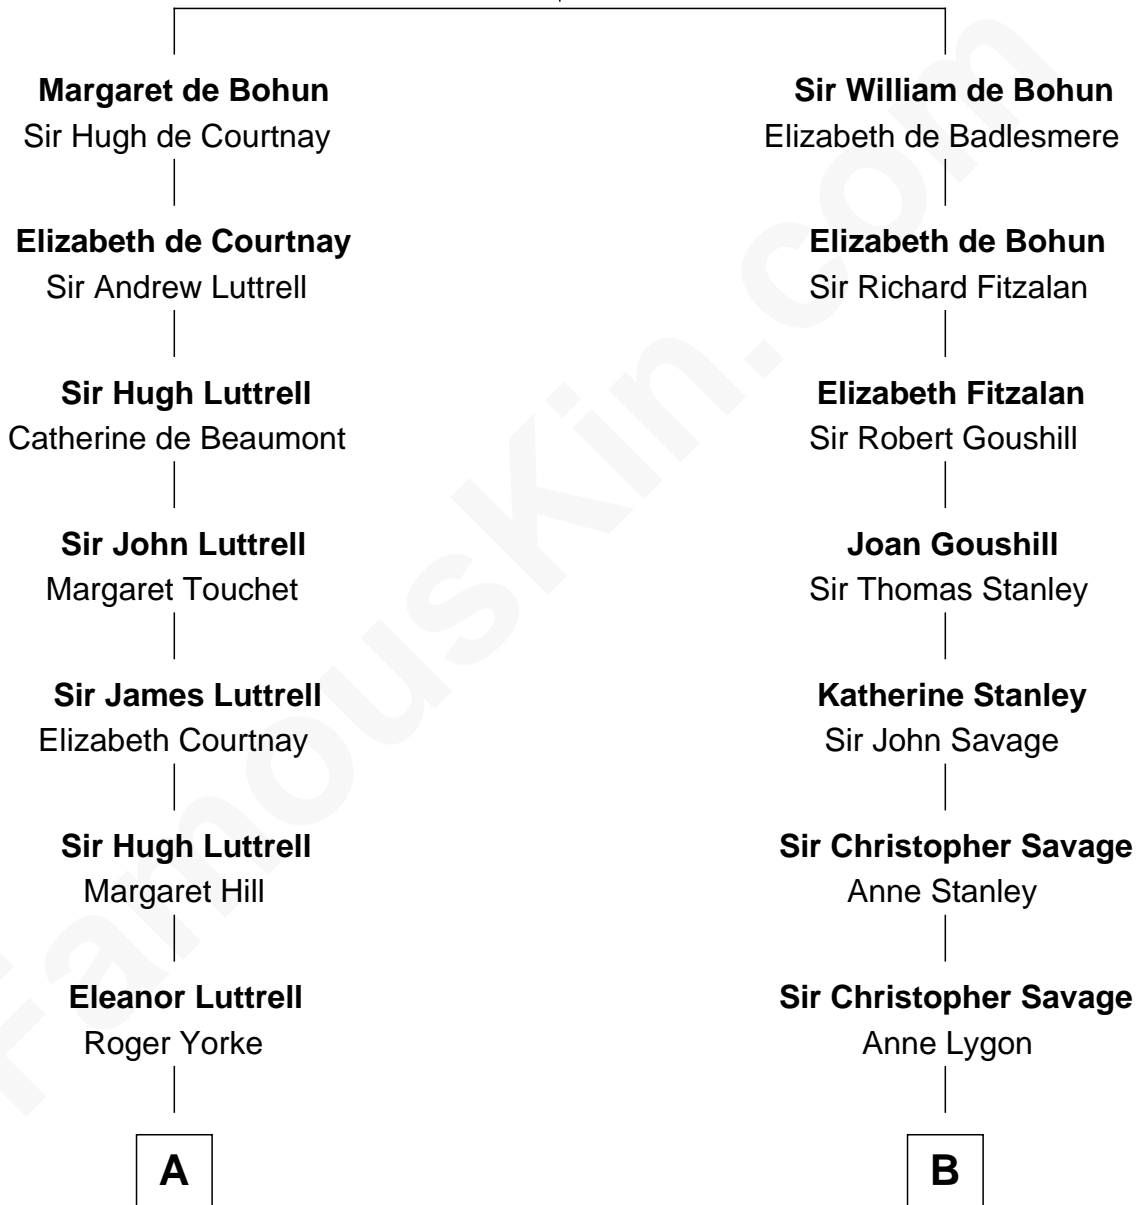 Margaret de Bohun
Sir Hugh de Courtnay
Elizabeth de Courtnay
Sir Andrew Luttrell
Sir Hugh Luttrell
Catherine de Beaumont
Sir John Luttrell
Margaret Touchet
Sir James Luttrell
Elizabeth Courtnay
Sir Hugh Luttrell
Margaret Hill
Eleanor Luttrell
Roger Yorke
A
Sir William de Bohun
Elizabeth de Badlesmere
Elizabeth de Bohun
Sir Richard Fitzalan
Elizabeth Fitzalan
Sir Robert Goushill
Joan Goushill
Sir Thomas Stanley
Katherine Stanley
Sir John Savage
Sir Christopher Savage
Anne Stanley
Sir Christopher Savage
Anne Lygon
B
FamousKin.com